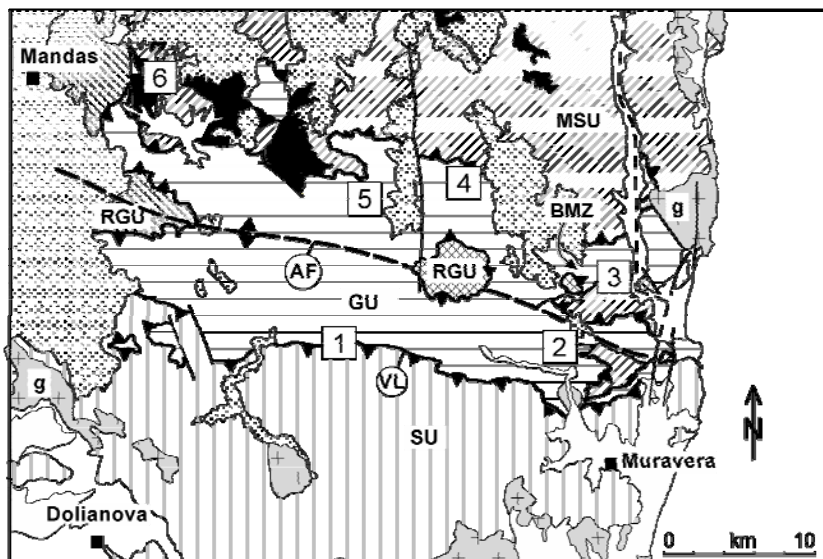 Mandas
6
MSU
5
4
RGU
BMZ
g
AF
RGU
3
GU
1
2
g
VL
SU
N
Muravera
Dolianova
0 km 10